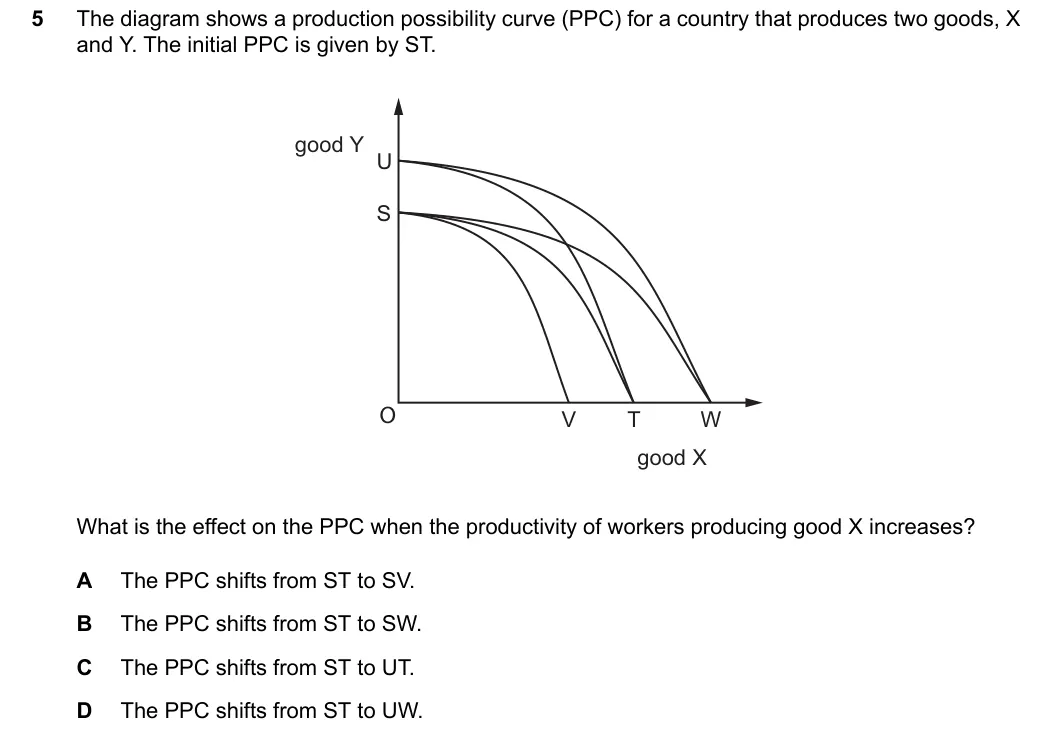 5 The diagram shows a production possibility curve (PPC) for a country that produces two goods, X
and Y. The initial PPC is given by ST.
good Y
U
S
O
V T W
good X
What is the effect on the PPC when the productivity of workers producing good X increases?
A The PPC shifts from ST to SV.
B The PPC shifts from ST to SW.
C The PPC shifts from ST to UT.
D The PPC shifts from ST to UW.